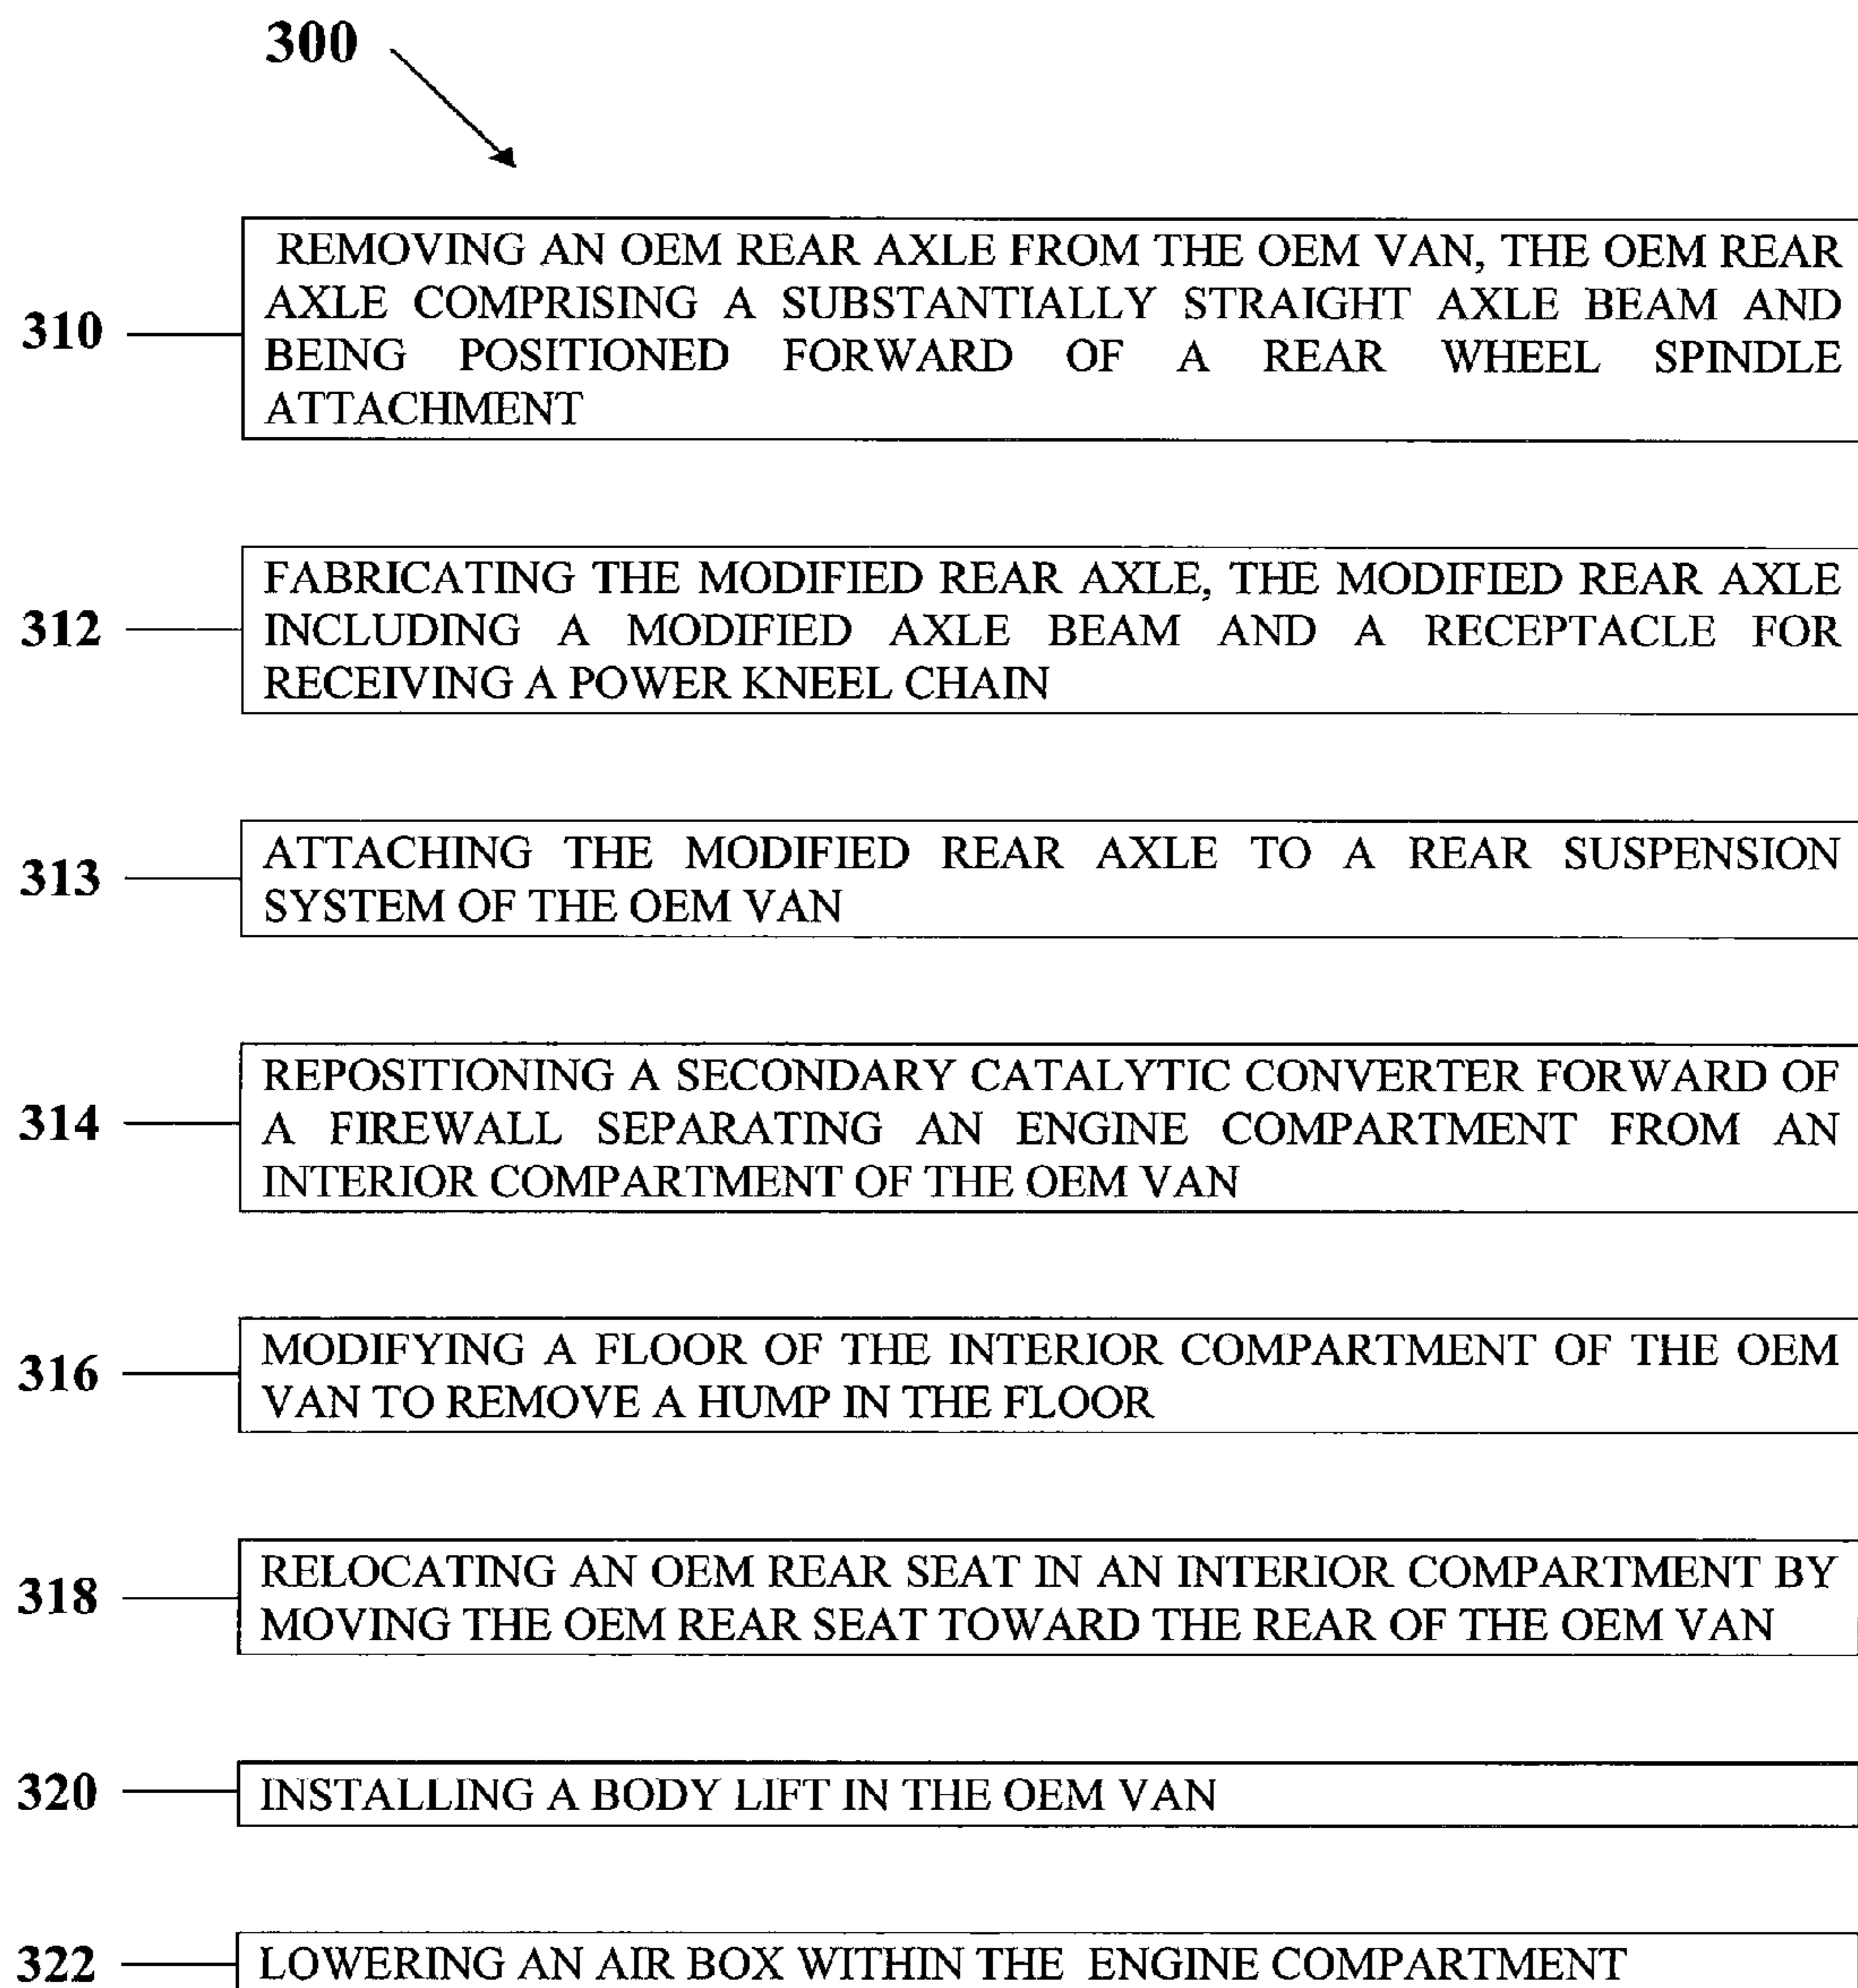 300
310
REMOVING AN OEM REAR AXLE FROM THE OEM VAN, THE OEM REAR
AXLE COMPRISING A SUBSTANTIALLY STRAIGHT AXLE BEAM AND
BEING POSITIONED FORWARD OF A REAR WHEEL SPINDLE
ATTACHMENT
312
FABRICATING THE MODIFIED REAR AXLE, THE MODIFIED REAR AXLE
INCLUDING A MODIFIED AXLE BEAM AND A RECEPTACLE FOR
RECEIVING A POWER KNEEL CHAIN
313
ATTACHING THE MODIFIED REAR AXLE TO A REAR SUSPENSION
SYSTEM OF THE OEM VAN
314
REPOSITIONING A SECONDARY CATALYTIC CONVERTER FORWARD OF
A FIREWALL SEPARATING AN ENGINE COMPARTMENT FROM AN
INTERIOR COMPARTMENT OF THE OEM VAN
316
MODIFYING A FLOOR OF THE INTERIOR COMPARTMENT OF THE OEM
VAN TO REMOVE A HUMP IN THE FLOOR
318
RELOCATING AN OEM REAR SEAT IN AN INTERIOR COMPARTMENT BY
MOVING THE OEM REAR SEAT TOWARD THE REAR OF THE OEM VAN
320
INSTALLING A BODY LIFT IN THE OEM VAN
322
LOWERING AN AIR BOX WITHIN THE ENGINE COMPARTMENT